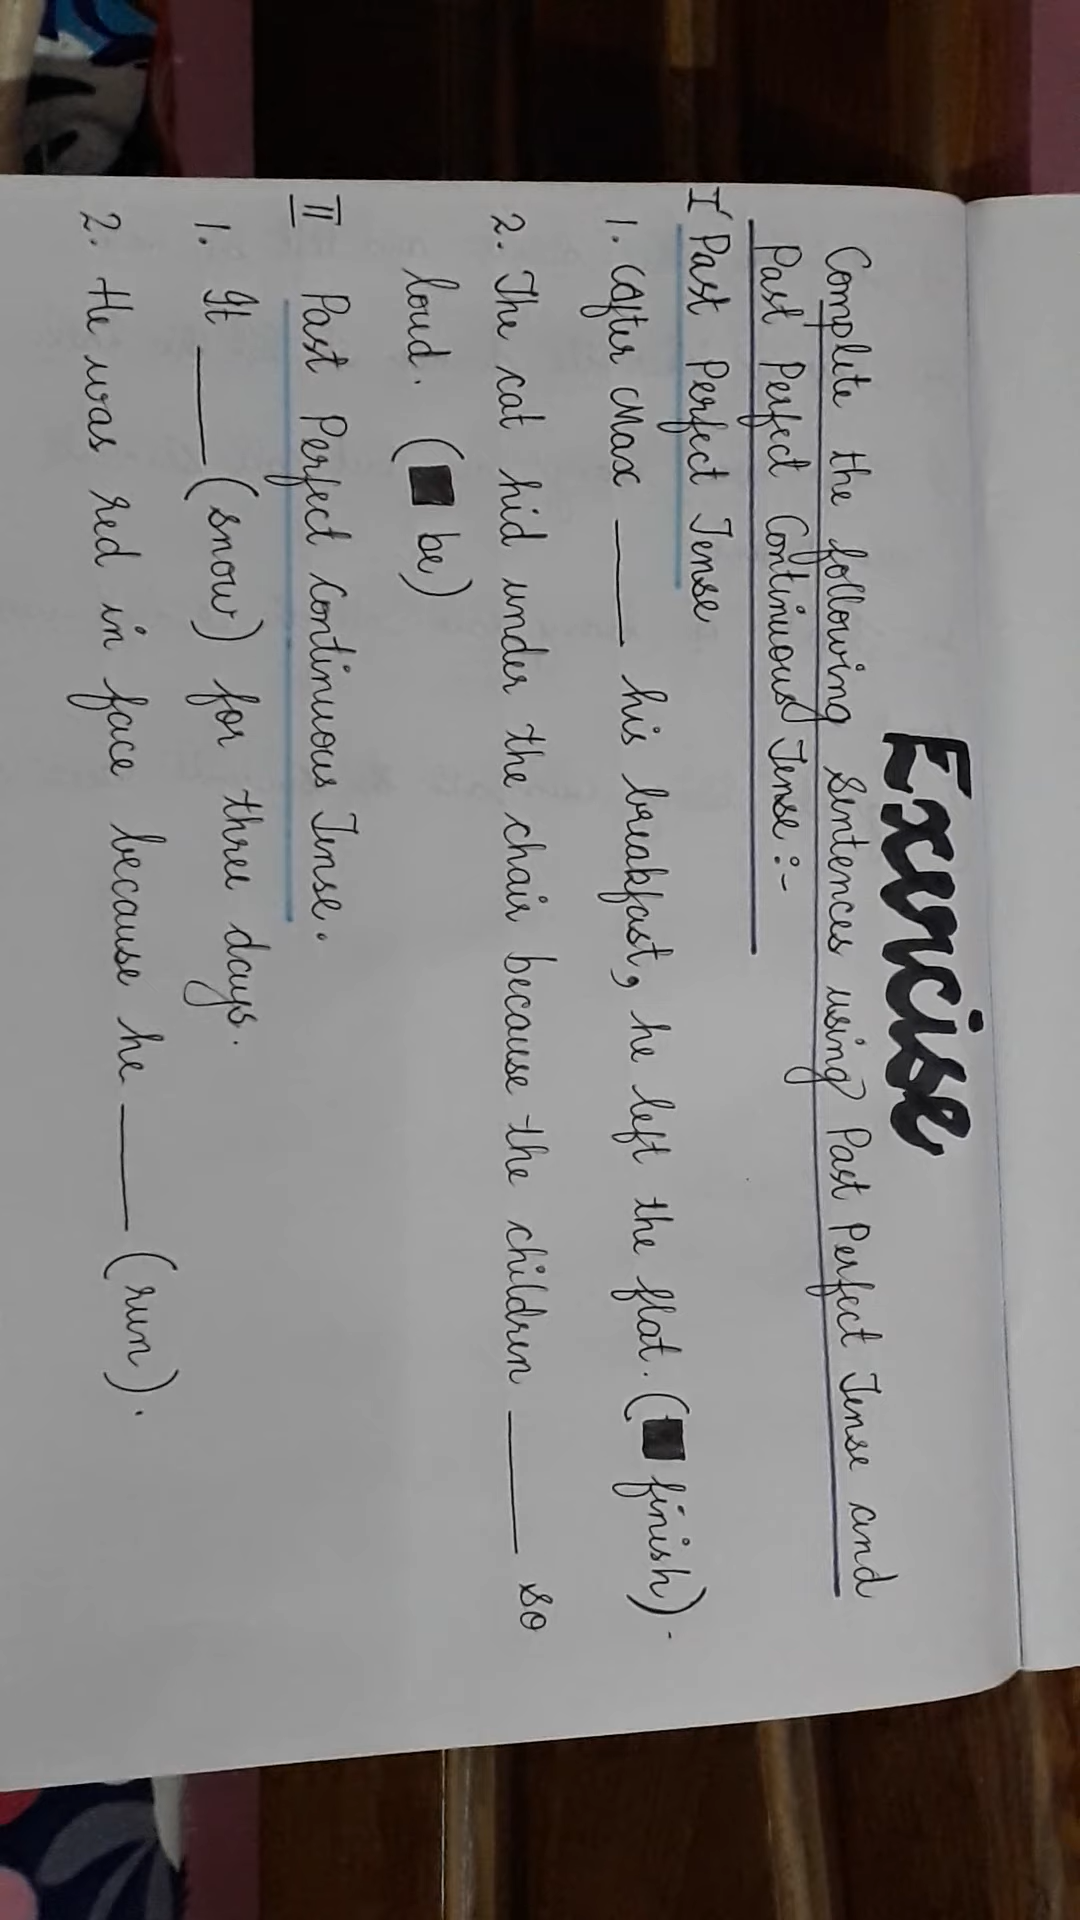 Exercise
Complete the following sentences using Past Perfect Tense and
Past Perfect Continuous Tense :-
I Past Perfect Tense
1. After Max ____ his breakfast, he left the flat. (■ finish).
2. The cat hid under the chair because the children ____ so
loud. (■ be)
II Past Perfect Continuous Tense.
1. It ____ (snow) for three days.
2. He was red in face because he ____ (run).